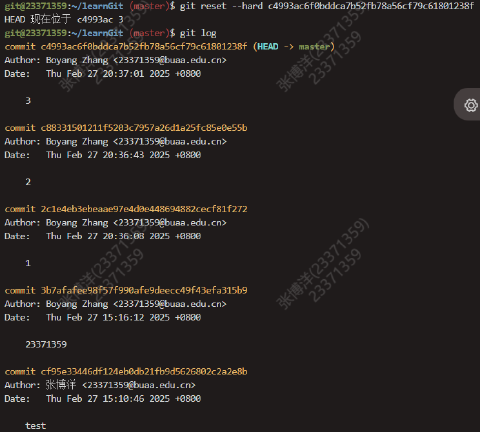 git@23371359:~/learnGit (master)$ git reset --hard c4993ac6f0bddca7b52fb78a56cf79c61801238f
HEAD 现在位于 c4993ac 3
git@23371359:~/learnGit (master)$ git log
commit c4993ac6f0bddca7b52fb78a56cf79c61801238f (HEAD -> master)
Author: Boyang Zhang <23371359@buaa.edu.cn>
Date: Thu Feb 27 20:37:01 2025 +0800
3
commit c88331501211f5203c7957a26d1a25fc85e0e55b
Author: Boyang Zhang <23371359@buaa.edu.cn>
Date: Thu Feb 27 20:36:43 2025 +0800
2
commit 2c1e4eb3ebeaae97e4d0e448694882cecf81f272
Author: Boyang Zhang <23371359@buaa.edu.cn>
Date: Thu Feb 27 20:36:08 2025 +0800
1
commit 3b7afafee98f57f990afe9deecc49f43efa315b9
Author: Boyang Zhang <23371359@buaa.edu.cn>
Date: Thu Feb 27 15:16:12 2025 +0800
23371359
commit cf95e33446df124eb0db21fb9d5626802c2a2e8b
Author: 张博洋 <23371359@buaa.edu.cn>
Date: Thu Feb 27 15:10:46 2025 +0800
test
张博洋(23371359)
23371359
张博洋(23371359)
23371359
张博洋(23371359)
23371359
张博洋(23371359)
23371359